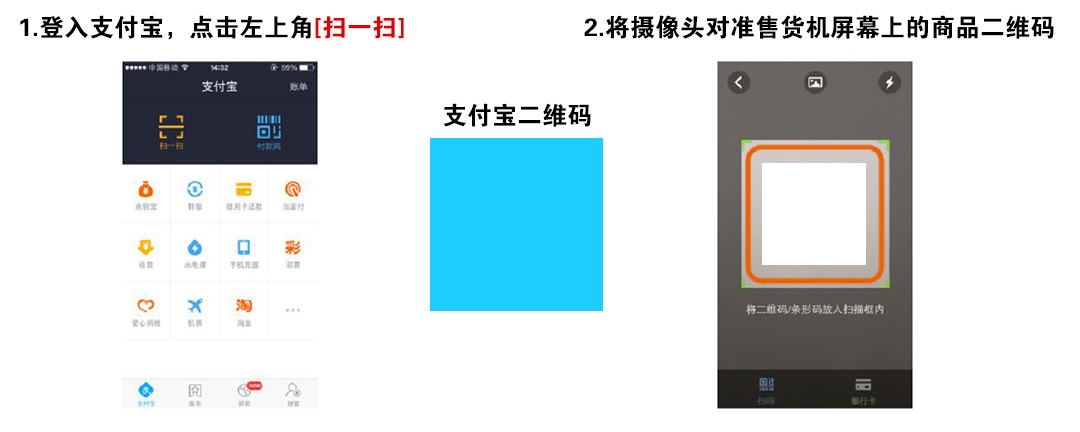 1.登入支付宝，点击左上角[扫一扫]
2.将摄像头对准售货机屏幕上的商品二维码
中国移动 14:32 59%
支付宝 账单
扫一扫 付款码
余额宝 转账 信用卡还款 当面付
收款 水电煤 手机充值 彩票
爱心捐赠 机票 淘宝
支付宝 服务 探索 new 财富
支付宝二维码
将二维码/条形码放入扫描框内
扫码 银行卡